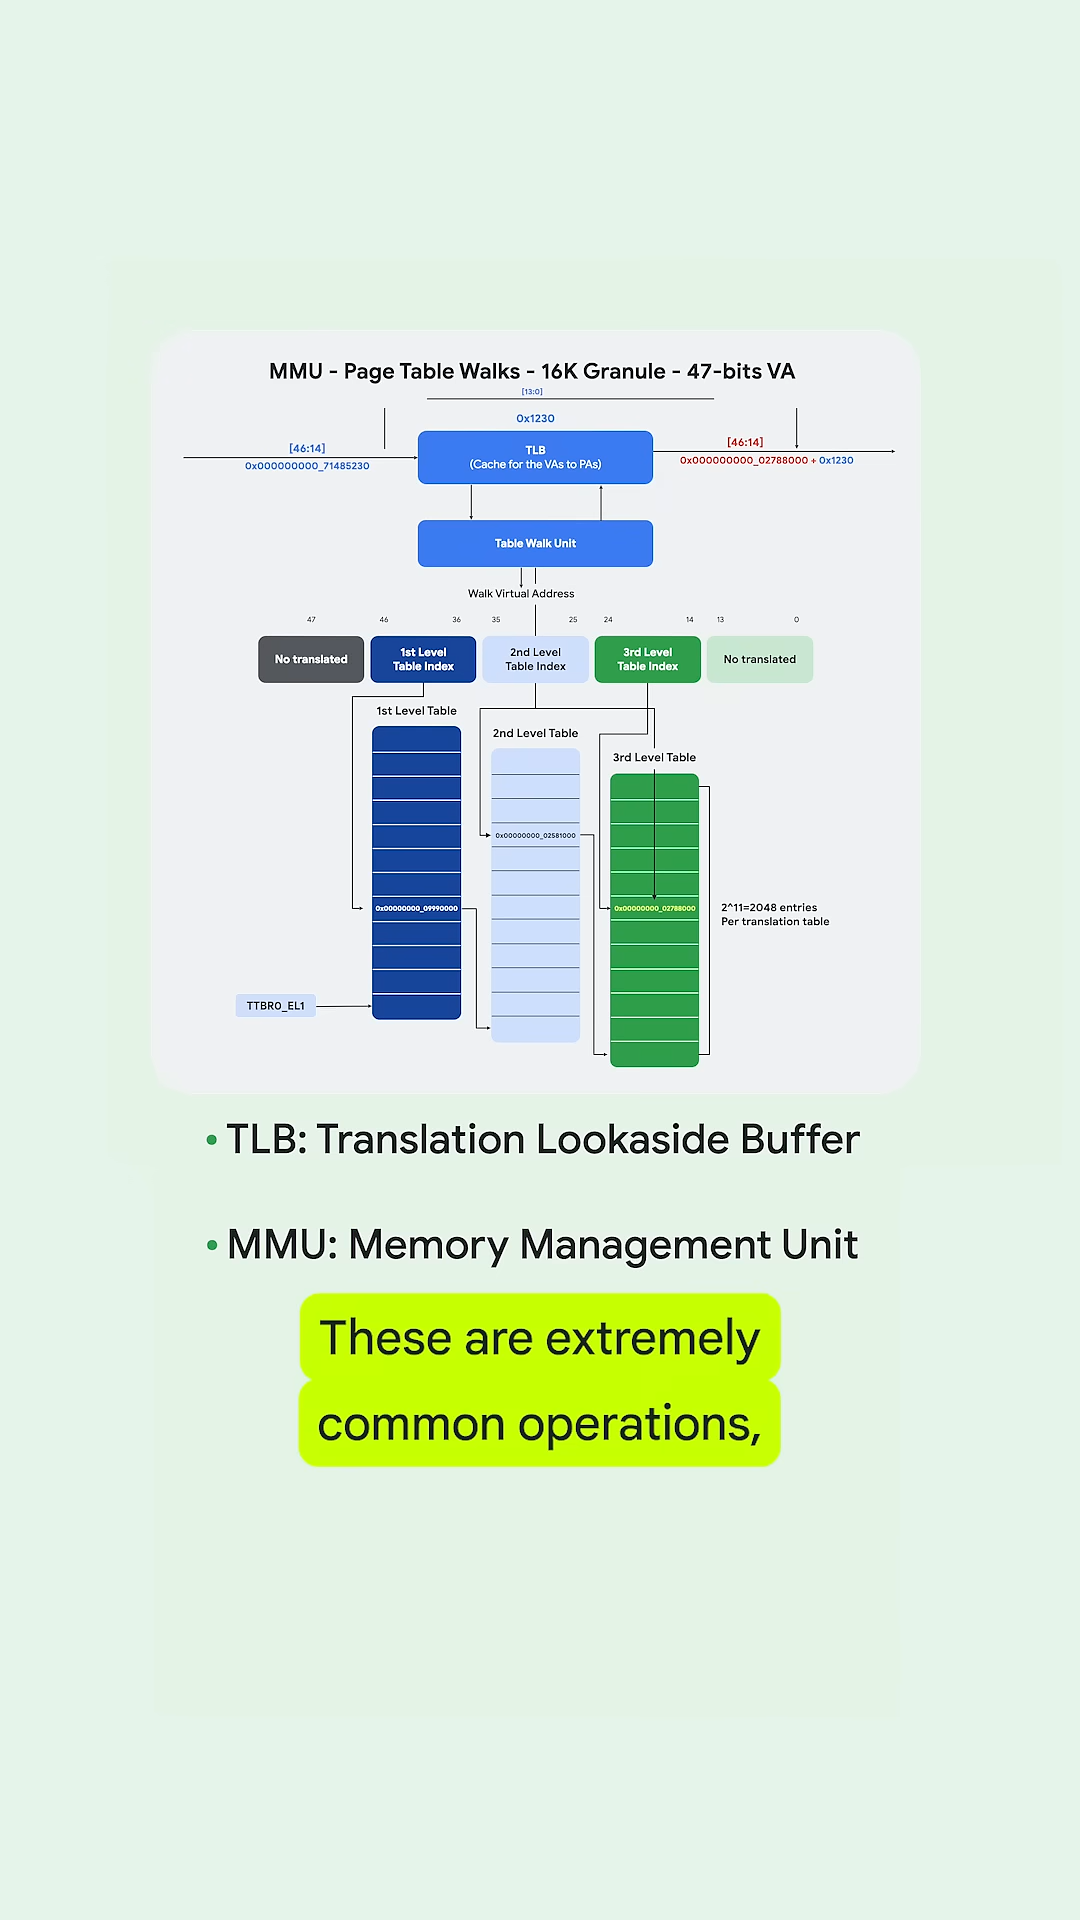 MMU - Page Table Walks - 16K Granule - 47-bits VA
[13:0]
0x1230
[46:14]
0x000000000_71485230
TLB
(Cache for the VAs to PAs)
[46:14]
0x000000000_02788000 + 0x1230
Table Walk Unit
Walk Virtual Address
47 46 36 35 25 24 14 13 0
No translated
1st Level
Table Index
2nd Level
Table Index
3rd Level
Table Index
No translated
1st Level Table
2nd Level Table
3rd Level Table
0x00000000_02581000
0x00000000_09990000
0x00000000_02788000
2^11=2048 entries
Per translation table
TTBR0_EL1
• TLB: Translation Lookaside Buffer
• MMU: Memory Management Unit
These are extremely
common operations,